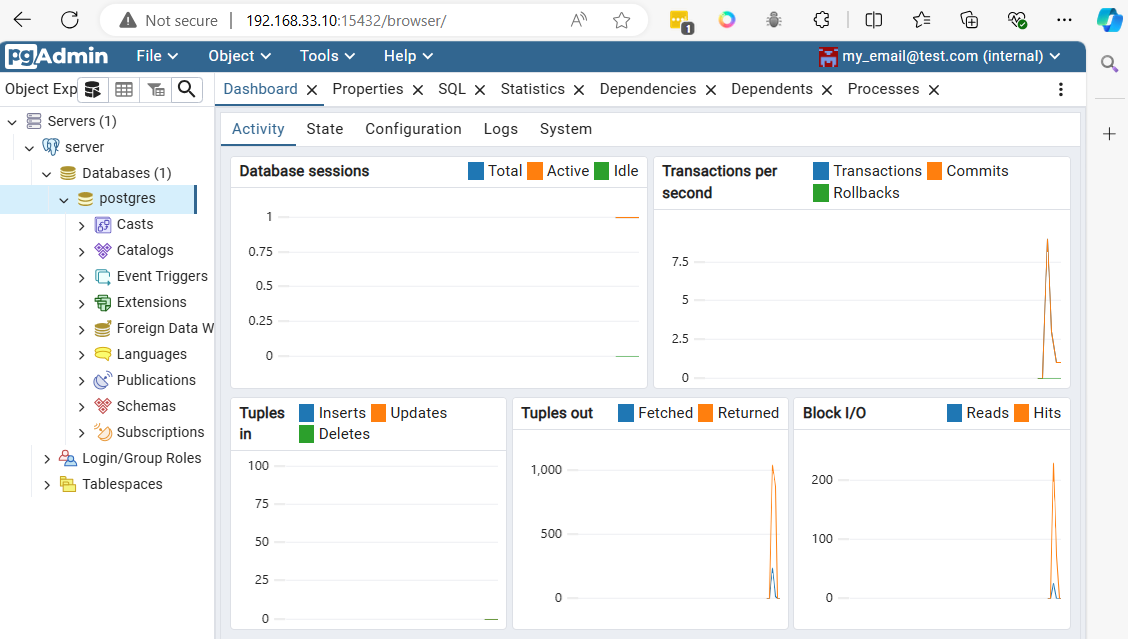 Not secure 192.168.33.10:15432/browser/
1
pgAdmin File Object Tools Help my_email@test.com (internal)
Object Exp
Dashboard Properties SQL Statistics Dependencies Dependents Processes
Servers (1)
server
Databases (1)
postgres
Casts
Catalogs
Event Triggers
Extensions
Foreign Data W
Languages
Publications
Schemas
Subscriptions
Login/Group Roles
Tablespaces
Activity State Configuration Logs System
Database sessions Total Active Idle
1
0.75
0.5
0.25
0
Transactions per
second
Transactions Commits
Rollbacks
7.5
5
2.5
0
Tuples
in
Inserts Updates
Deletes
100
75
50
25
0
Tuples out Fetched Returned
1,000
500
0
Block I/O Reads Hits
200
100
0